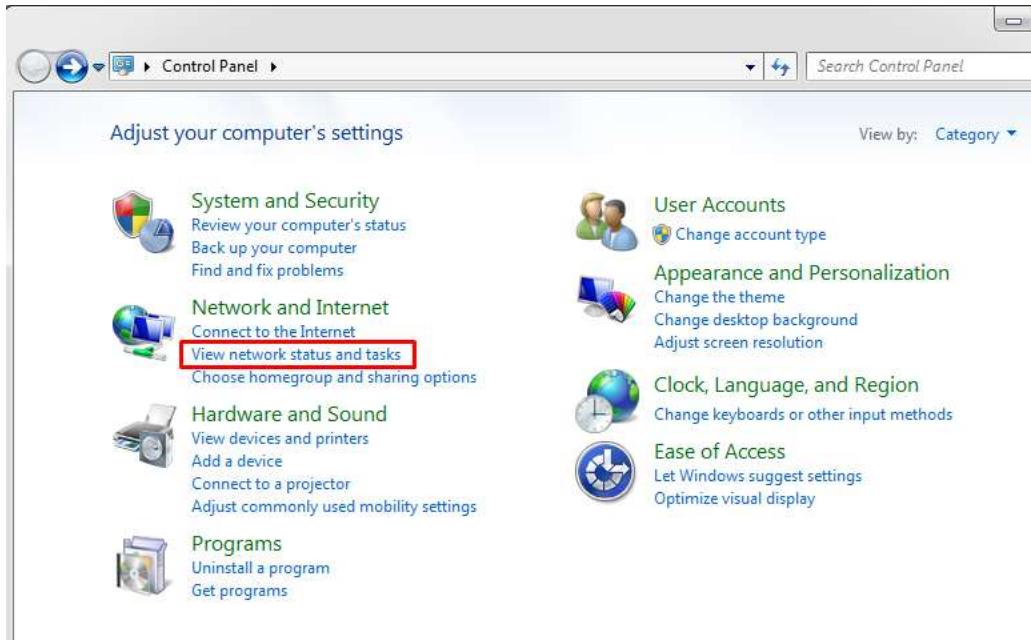 Control Panel
Search Control Panel
Adjust your computer's settings
View by: Category
System and Security
Review your computer's status
Back up your computer
Find and fix problems
Network and Internet
Connect to the Internet
View network status and tasks
Choose homegroup and sharing options
Hardware and Sound
View devices and printers
Add a device
Connect to a projector
Adjust commonly used mobility settings
Programs
Uninstall a program
Get programs
User Accounts
Change account type
Appearance and Personalization
Change the theme
Change desktop background
Adjust screen resolution
Clock, Language, and Region
Change keyboards or other input methods
Ease of Access
Let Windows suggest settings
Optimize visual display